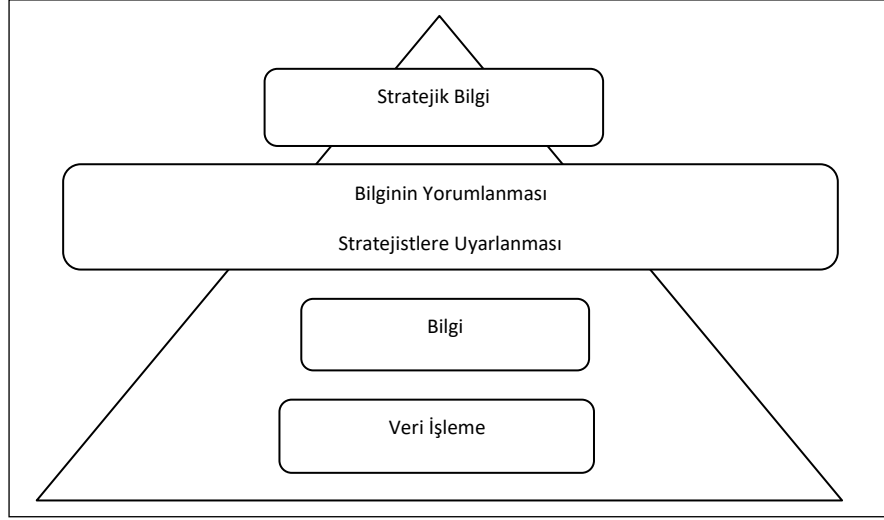 Stratejik Bilgi
Bilginin Yorumlanması
Stratejistlere Uyarlanması
Bilgi
Veri İşleme